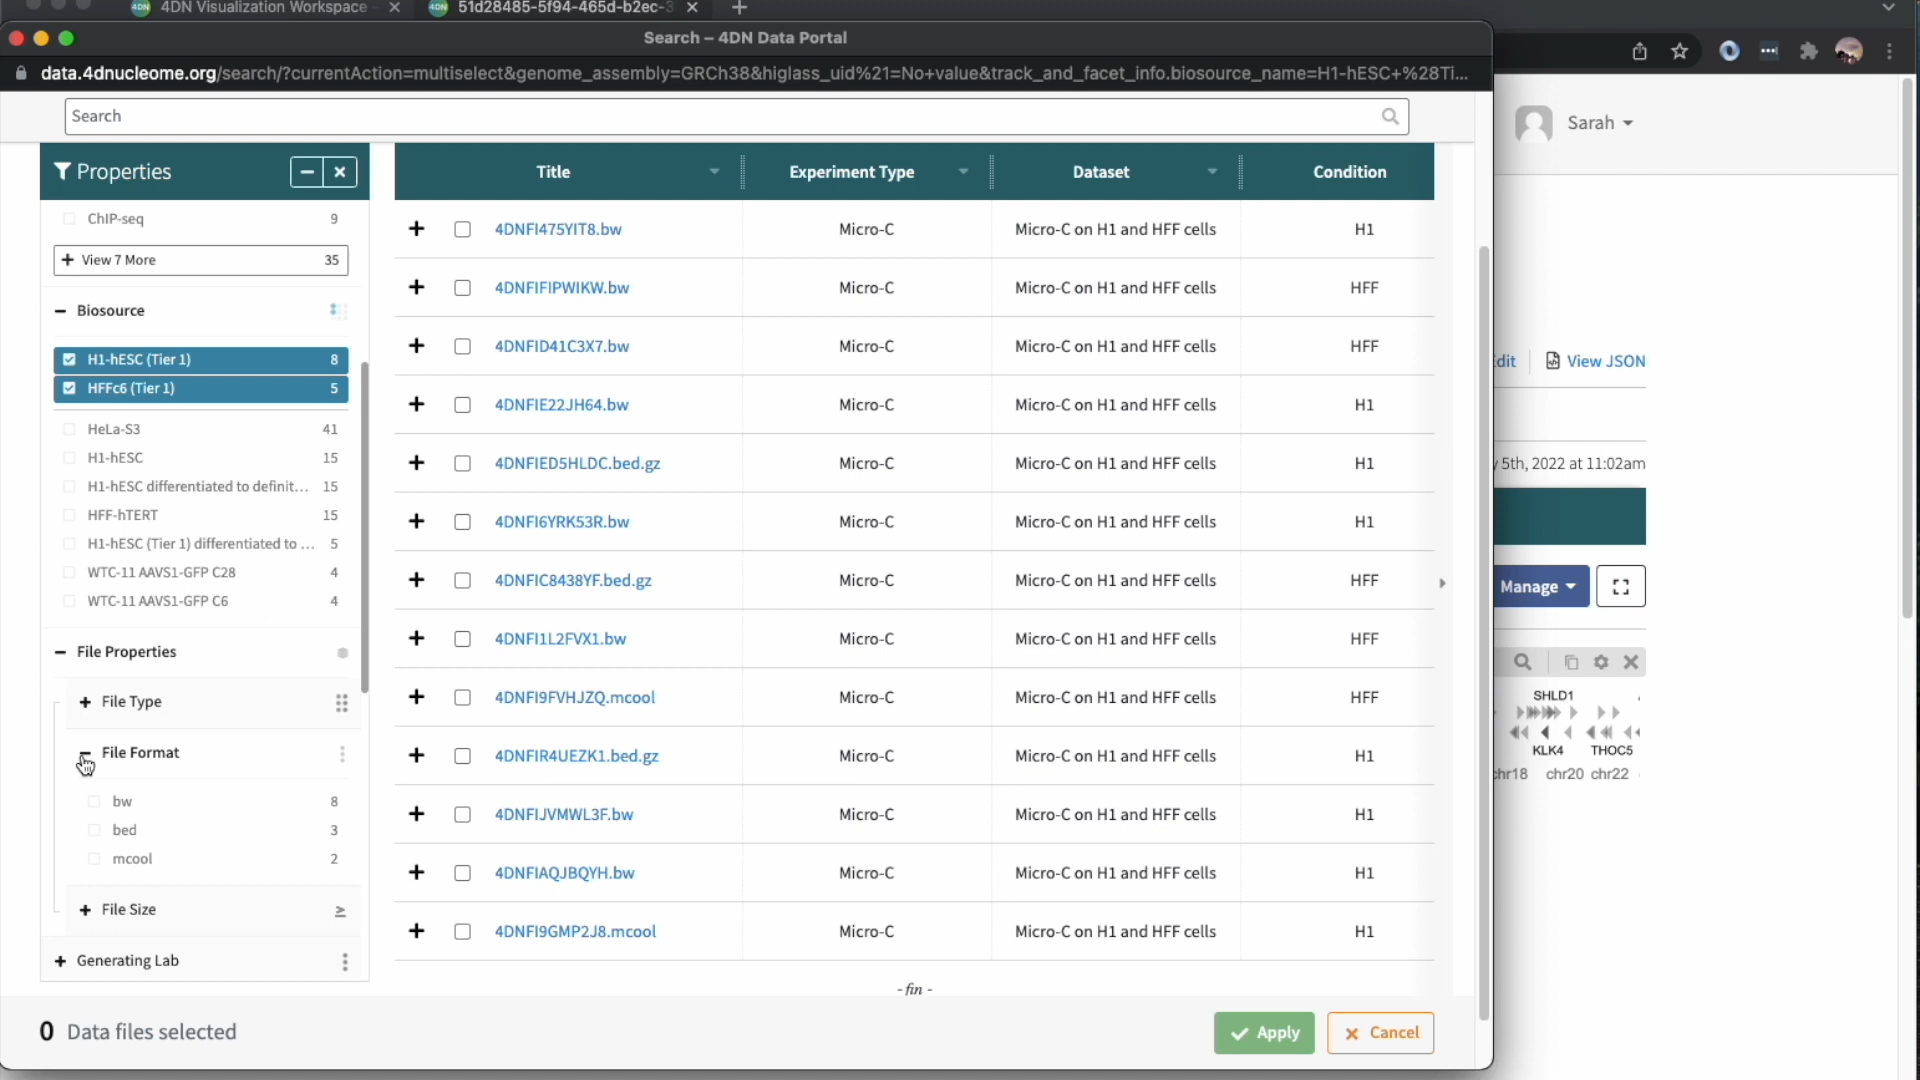 4DN Visualization Workspace
51d28485-5f94-465d-b2ec-3
Search – 4DN Data Portal
data.4dnucleome.org/search/?currentAction=multiselect&genome_assembly=GRCh38&higlass_uid%21=No+value&track_and_facet_info.biosource_name=H1-hESC+%28Ti...
Search
Sarah
Properties
Title Experiment Type Dataset Condition
ChIP-seq 9
View 7 More 35
Biosource
H1-hESC (Tier 1) 8
HFFc6 (Tier 1) 5
HeLa-S3 41
H1-hESC 15
H1-hESC differentiated to definit... 15
HFF-hTERT 15
H1-hESC (Tier 1) differentiated to ... 5
WTC-11 AAVS1-GFP C28 4
WTC-11 AAVS1-GFP C6 4
File Properties
File Type
File Format
bw 8
bed 3
mcool 2
File Size ≥
Generating Lab
4DNFI475YIT8.bw Micro-C Micro-C on H1 and HFF cells H1
4DNFIFIPWIKW.bw Micro-C Micro-C on H1 and HFF cells HFF
4DNFID41C3X7.bw Micro-C Micro-C on H1 and HFF cells HFF
4DNFIE22JH64.bw Micro-C Micro-C on H1 and HFF cells H1
4DNFIED5HLDC.bed.gz Micro-C Micro-C on H1 and HFF cells H1
4DNFI6YRK53R.bw Micro-C Micro-C on H1 and HFF cells H1
4DNFIC8438YF.bed.gz Micro-C Micro-C on H1 and HFF cells HFF
4DNFI1L2FVX1.bw Micro-C Micro-C on H1 and HFF cells HFF
4DNFI9FVHJZQ.mcool Micro-C Micro-C on H1 and HFF cells HFF
4DNFIR4UEZK1.bed.gz Micro-C Micro-C on H1 and HFF cells H1
4DNFIJVMWL3F.bw Micro-C Micro-C on H1 and HFF cells H1
4DNFIAQJBQYH.bw Micro-C Micro-C on H1 and HFF cells H1
4DNFI9GMP2J8.mcool Micro-C Micro-C on H1 and HFF cells H1
- fin -
0 Data files selected
Apply
Cancel
dit View JSON
5th, 2022 at 11:02am
Manage
SHLD1
KLK4 THOC5
chr18 chr20 chr22